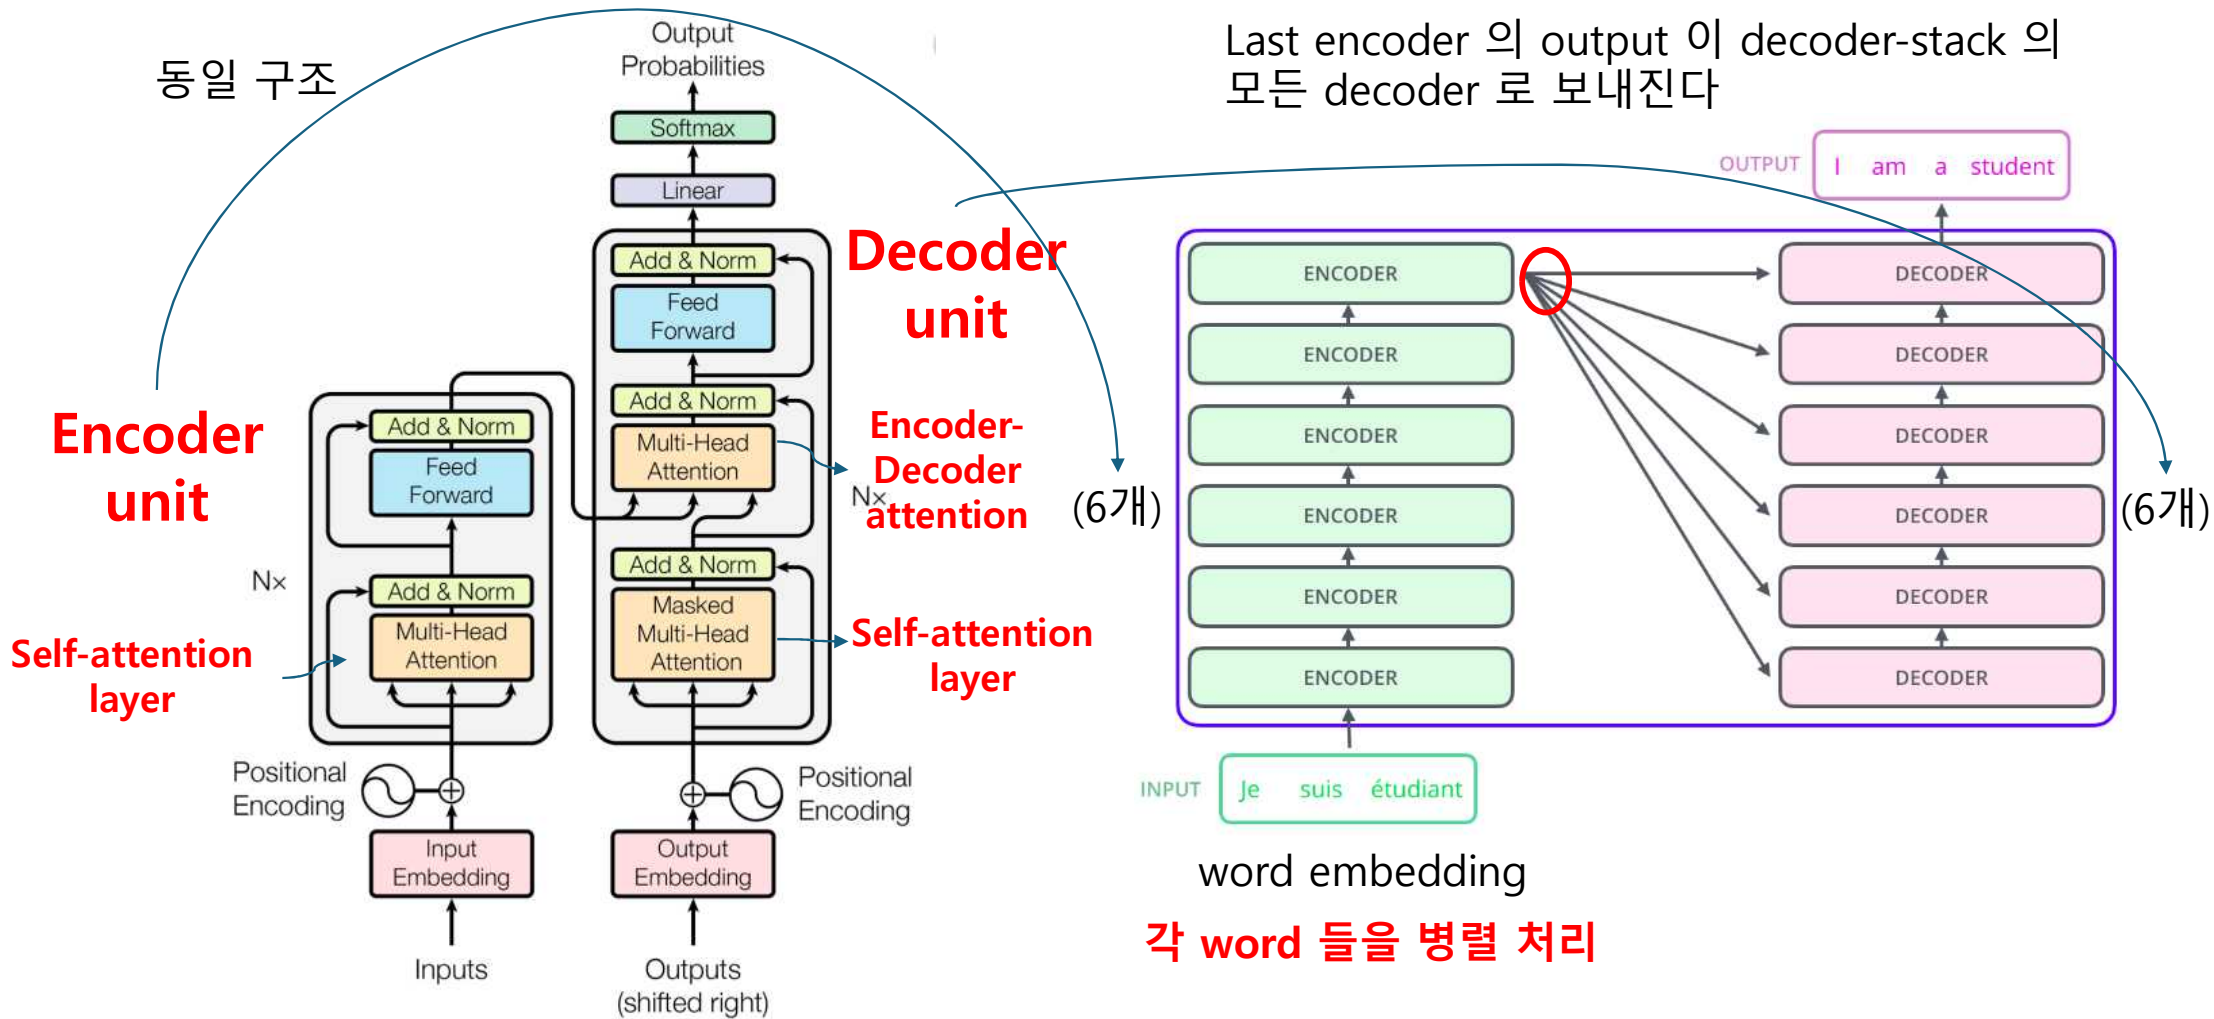 동일 구조
Output
Probabilities
Softmax
Linear
Add & Norm
Feed
Forward
Add & Norm
Multi-Head
Attention
Add & Norm
Masked
Multi-Head
Attention
Nx
Decoder
unit
Encoder-
Decoder
attention
Self-attention
layer
Encoder
unit
Add & Norm
Feed
Forward
Nx
Add & Norm
Multi-Head
Attention
Self-attention
layer
Positional
Encoding
Positional
Encoding
Input
Embedding
Output
Embedding
Inputs
Outputs
(shifted right)
Last encoder 의 output 이 decoder-stack 의
모든 decoder 로 보내진다
OUTPUT
I am a student
ENCODER
ENCODER
ENCODER
ENCODER
ENCODER
ENCODER
(6개)
DECODER
DECODER
DECODER
DECODER
DECODER
DECODER
(6개)
INPUT
Je suis étudiant
word embedding
각 word 들을 병렬 처리